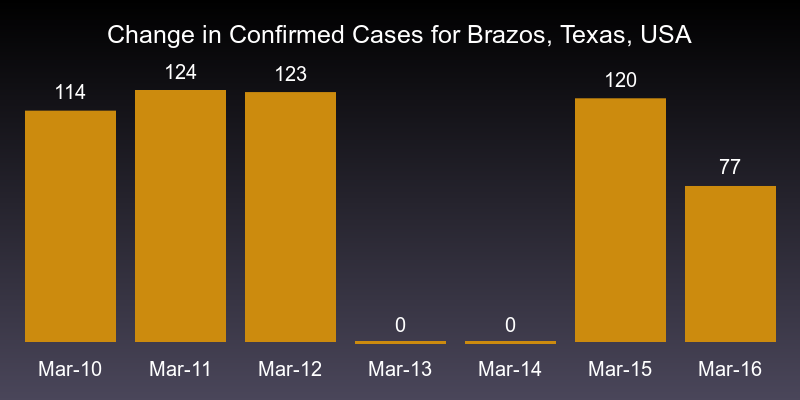 Change in Confirmed Cases for Brazos, Texas, USA
114
124
123
0
0
120
77
Mar-10
Mar-11
Mar-12
Mar-13
Mar-14
Mar-15
Mar-16